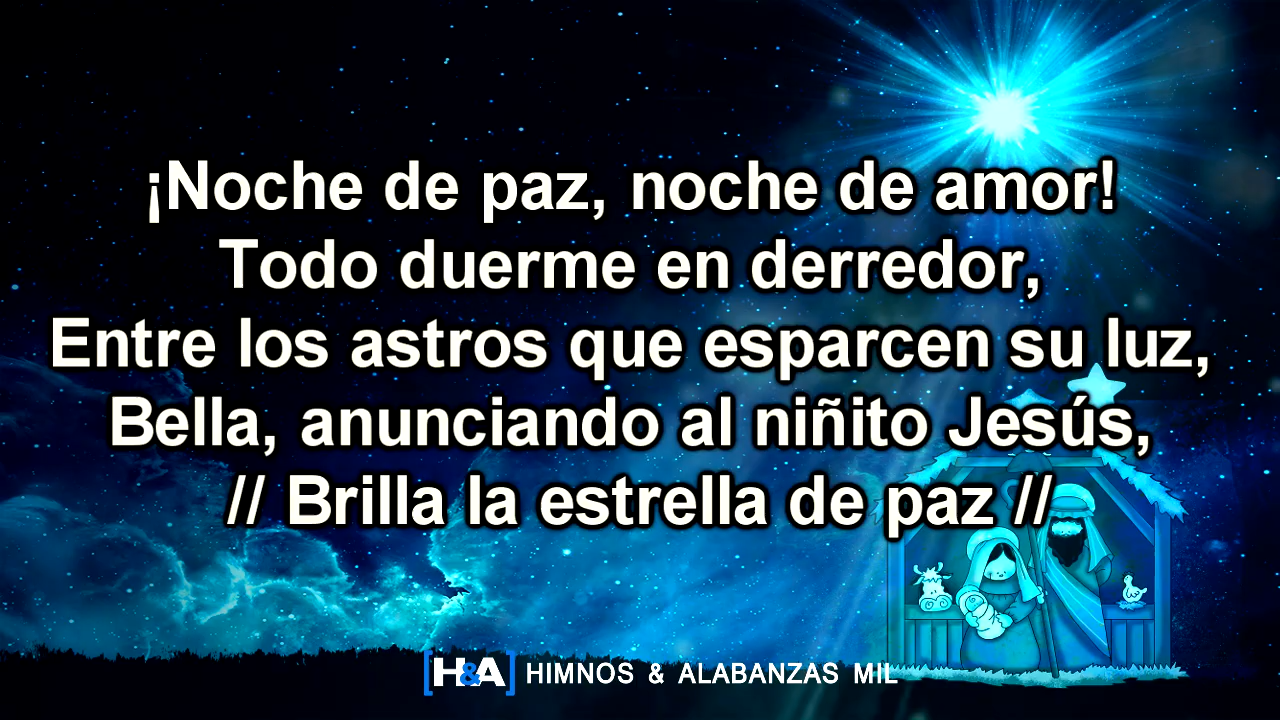 ¡Noche de paz, noche de amor!
Todo duerme en derredor,
Entre los astros que esparcen su luz,
Bella, anunciando al niñito Jesús,
// Brilla la estrella de paz //
[H&A] HIMNOS & ALABANZAS MIL